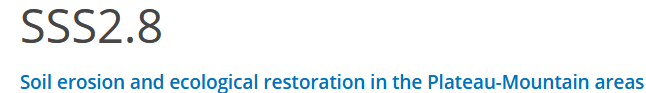 SSS2.8
Soil erosion and ecological restoration in the Plateau-Mountain areas